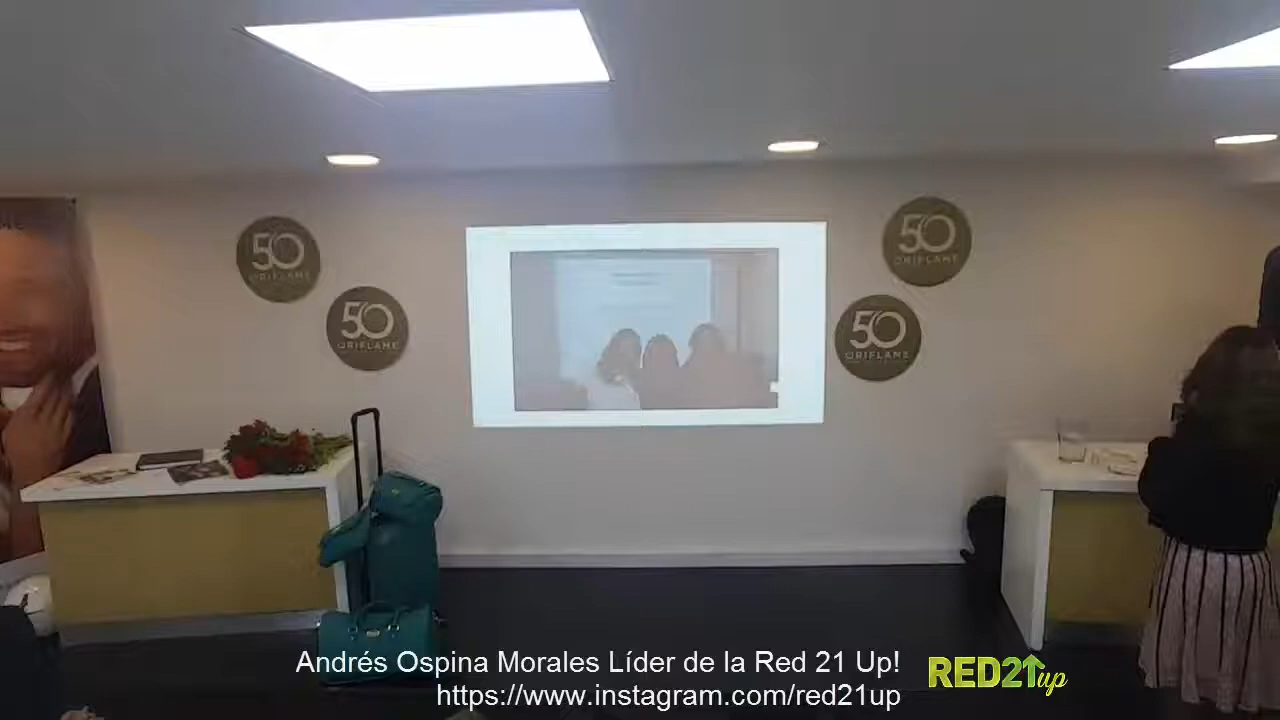 50
ORIFLAME
50
ORIFLAME
50
ORIFLAME
50
ORIFLAME
Andrés Ospina Morales Líder de la Red 21 Up!
https://www.instagram.com/red21up
RED21up